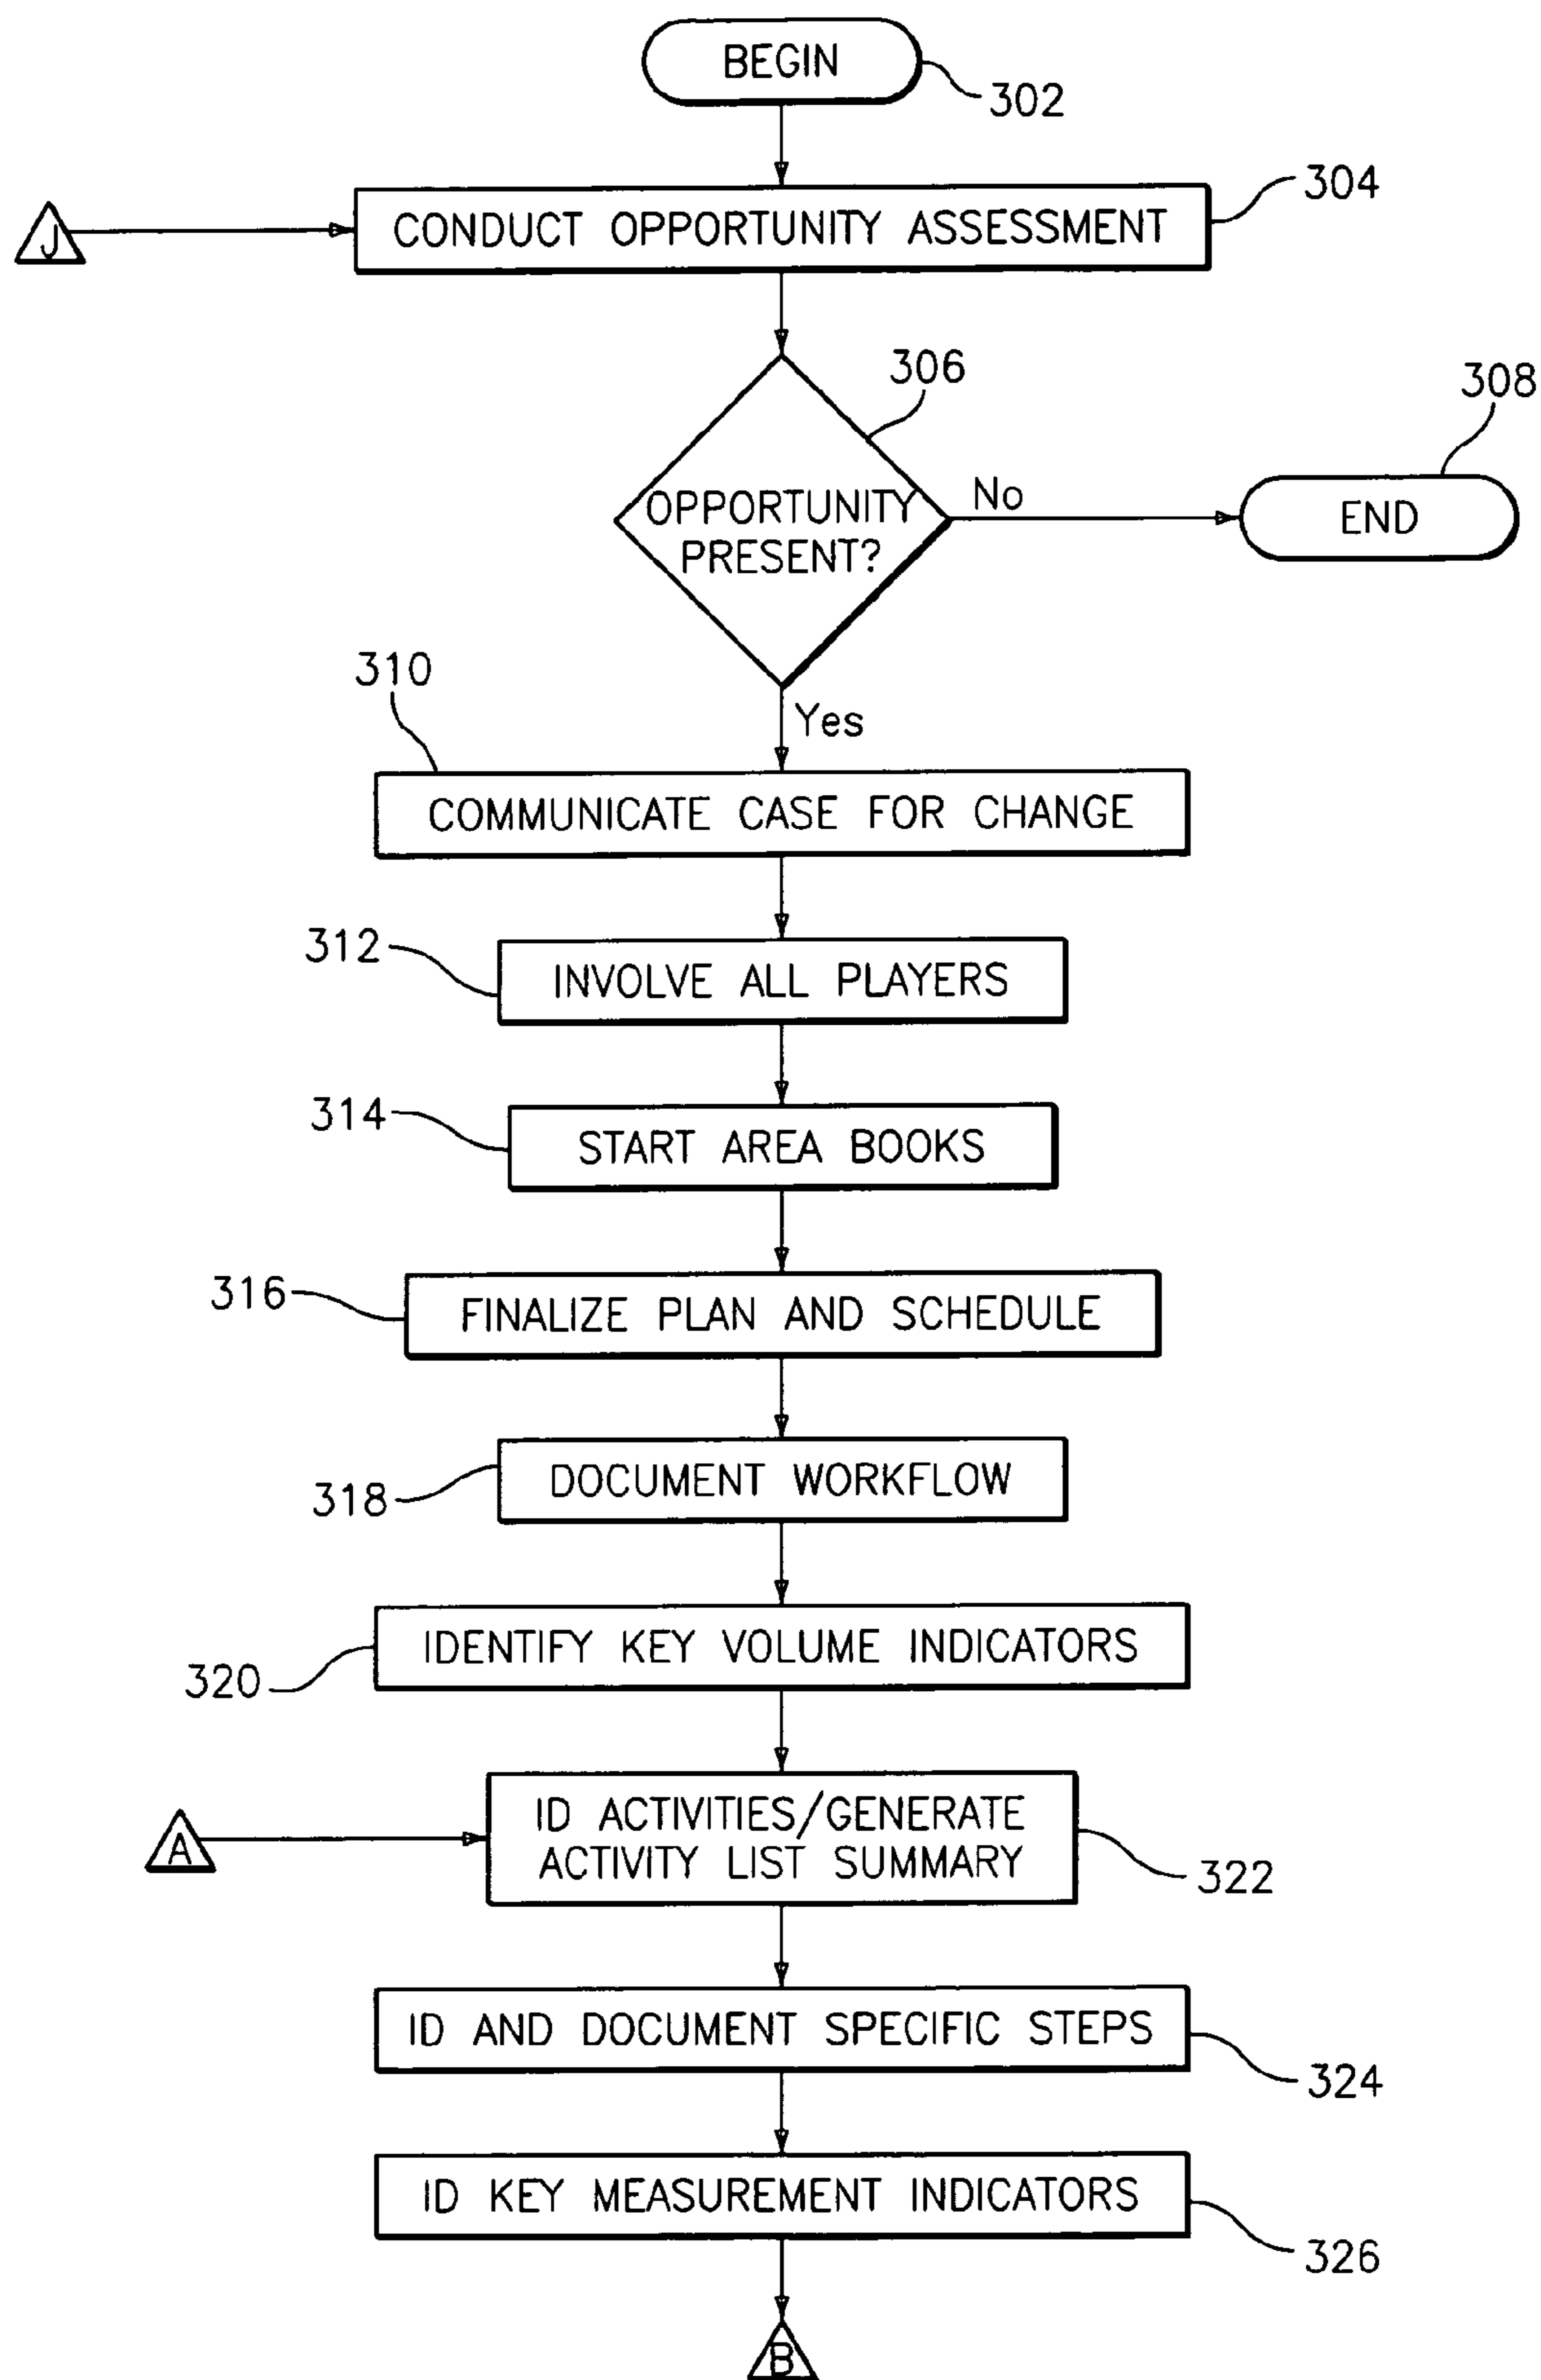 BEGIN
302
304
CONDUCT OPPORTUNITY ASSESSMENT
J
306
308
OPPORTUNITY
PRESENT?
No
END
310
Yes
COMMUNICATE CASE FOR CHANGE
312
INVOLVE ALL PLAYERS
314
START AREA BOOKS
316
FINALIZE PLAN AND SCHEDULE
318
DOCUMENT WORKFLOW
320
IDENTIFY KEY VOLUME INDICATORS
A
ID ACTIVITIES/GENERATE
ACTIVITY LIST SUMMARY
322
ID AND DOCUMENT SPECIFIC STEPS
324
ID KEY MEASUREMENT INDICATORS
326
B